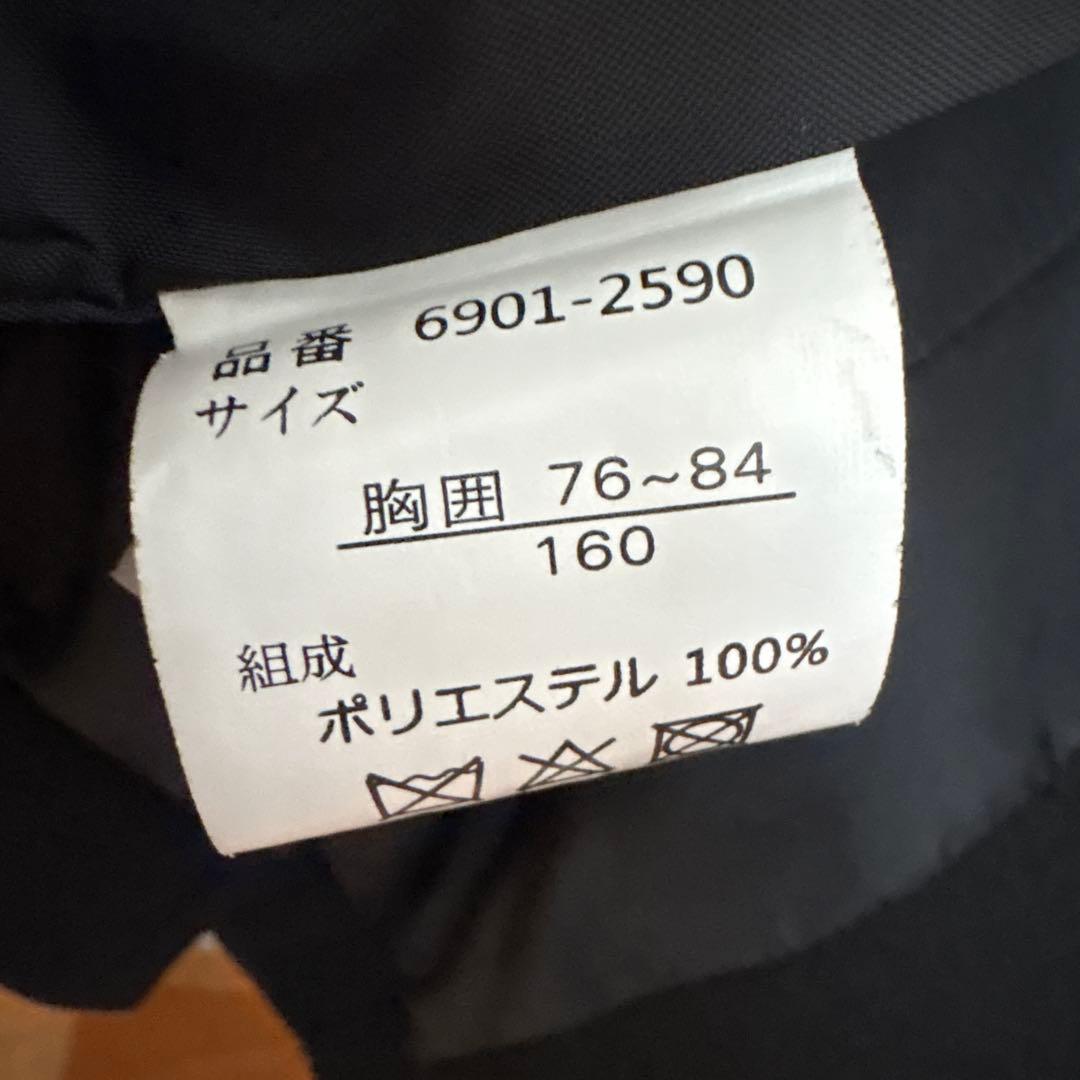 品番 6901-2590
サイズ
胸囲 76~84
160
組成
ポリエステル 100%